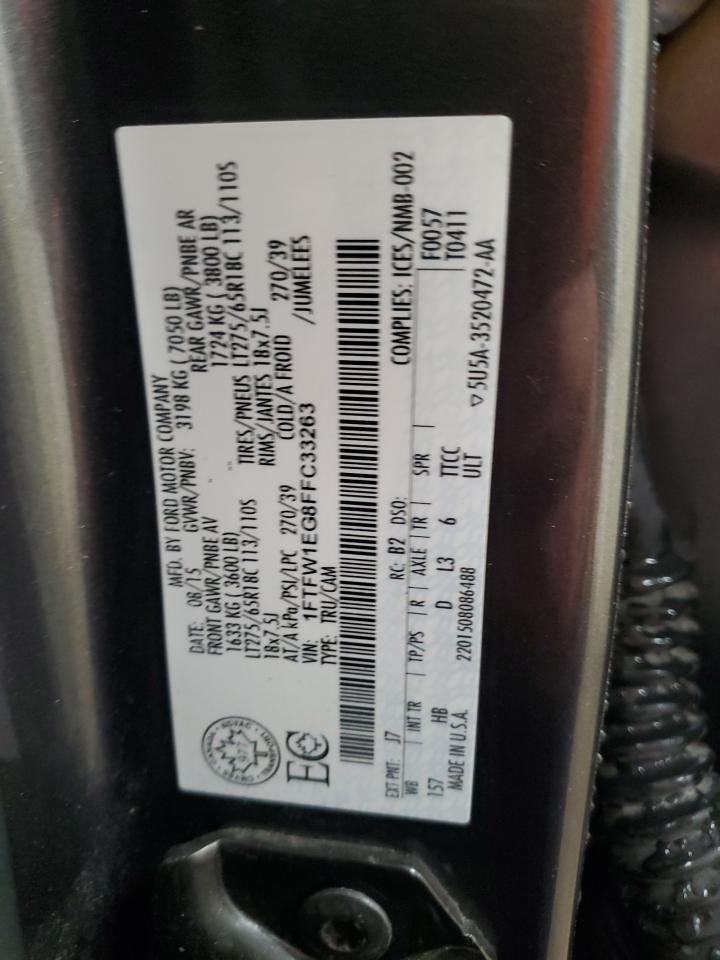 MFD. BY FORD MOTOR COMPANY
DATE: 08/15 GVWR/PNBV: 3198 KG ( 7050 LB)
FRONT GAWR/PNBE AV REAR GAWR/PNBE AR
1633 KG (3600 LB) 1724 KG ( 3800 LB)
LT275/65R18C 113/110S TIRES/PNEUS LT275/65R18C 113/110S
18x7.5J RIMS/JANTES 18x7.5J
AT/A kPa/PSI/LPC 270/39 COLD/A FROID 270/39
VIN: 1FTFW1EG8FFC33263 /JUMELEES
TYPE: TRU/CAM
EC
EXT PNT: J7 RC: B2 DSO: COMPLIES: ICES/NMB-002
WB INT TR TP/PS R AXLE TR SPR F0057
157 HB D L3 6 TTCC T0411
MADE IN U.S.A. 2201508086488 ULT
▽5U5A-3520472-AA